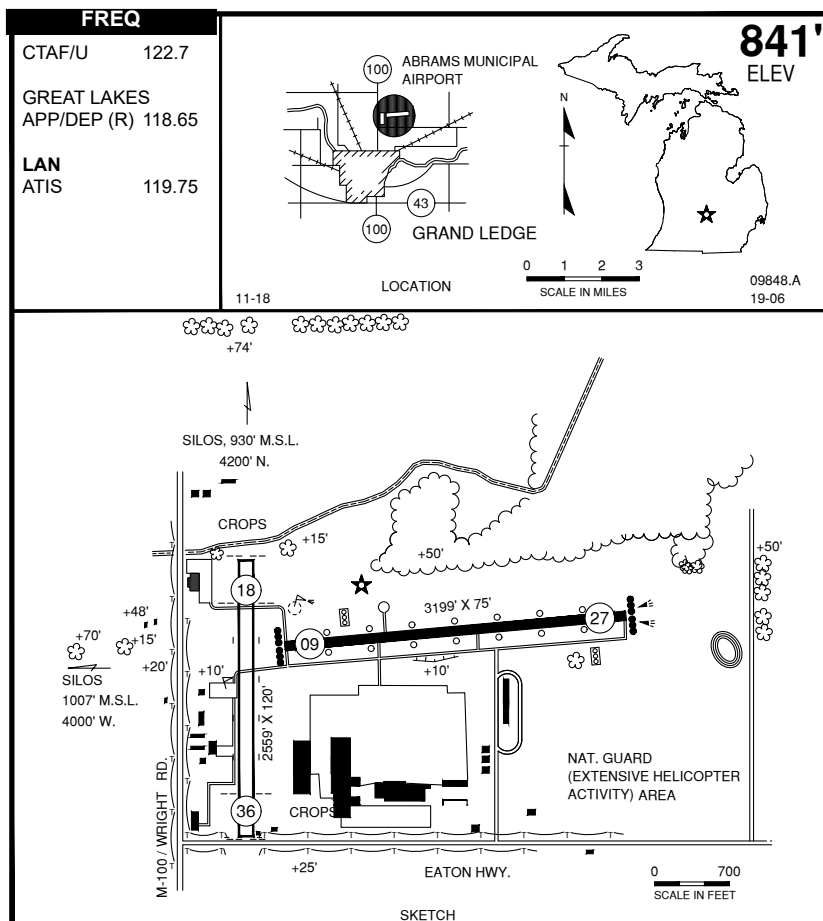 FREQ
CTAF/U 122.7
GREAT LAKES
APP/DEP (R) 118.65
LAN
ATIS 119.75
100
ABRAMS MUNICIPAL
AIRPORT
43
100
GRAND LEDGE
LOCATION
11-18
N
0 1 2 3
SCALE IN MILES
841'
ELEV
09848.A
19-06
+74'
SILOS, 930' M.S.L.
4200' N.
CROPS
+15'
+50'
+50'
18
3199' X 75'
27
09
+48'
+70'
+15'
+20'
SILOS
1007' M.S.L.
4000' W.
+10'
+10'
2559' X 120'
NAT. GUARD
(EXTENSIVE HELICOPTER
ACTIVITY) AREA
36
CROPS
M-100 / WRIGHT RD.
+25'
EATON HWY.
0 700
SCALE IN FEET
SKETCH